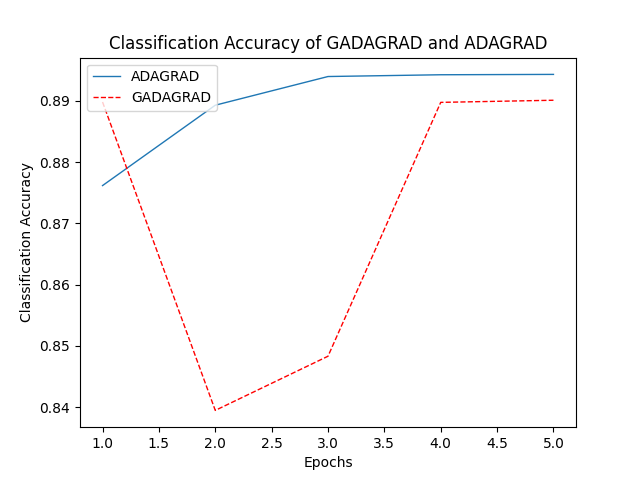 Classification Accuracy of GADAGRAD and ADAGRAD
ADAGRAD
GADAGRAD
0.89
0.88
0.87
0.86
0.85
0.84
Classification Accuracy
1.0 1.5 2.0 2.5 3.0 3.5 4.0 4.5 5.0
Epochs